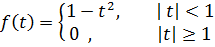 f(t) = { 1 − t², |t| < 1
0 , |t| ≥ 1